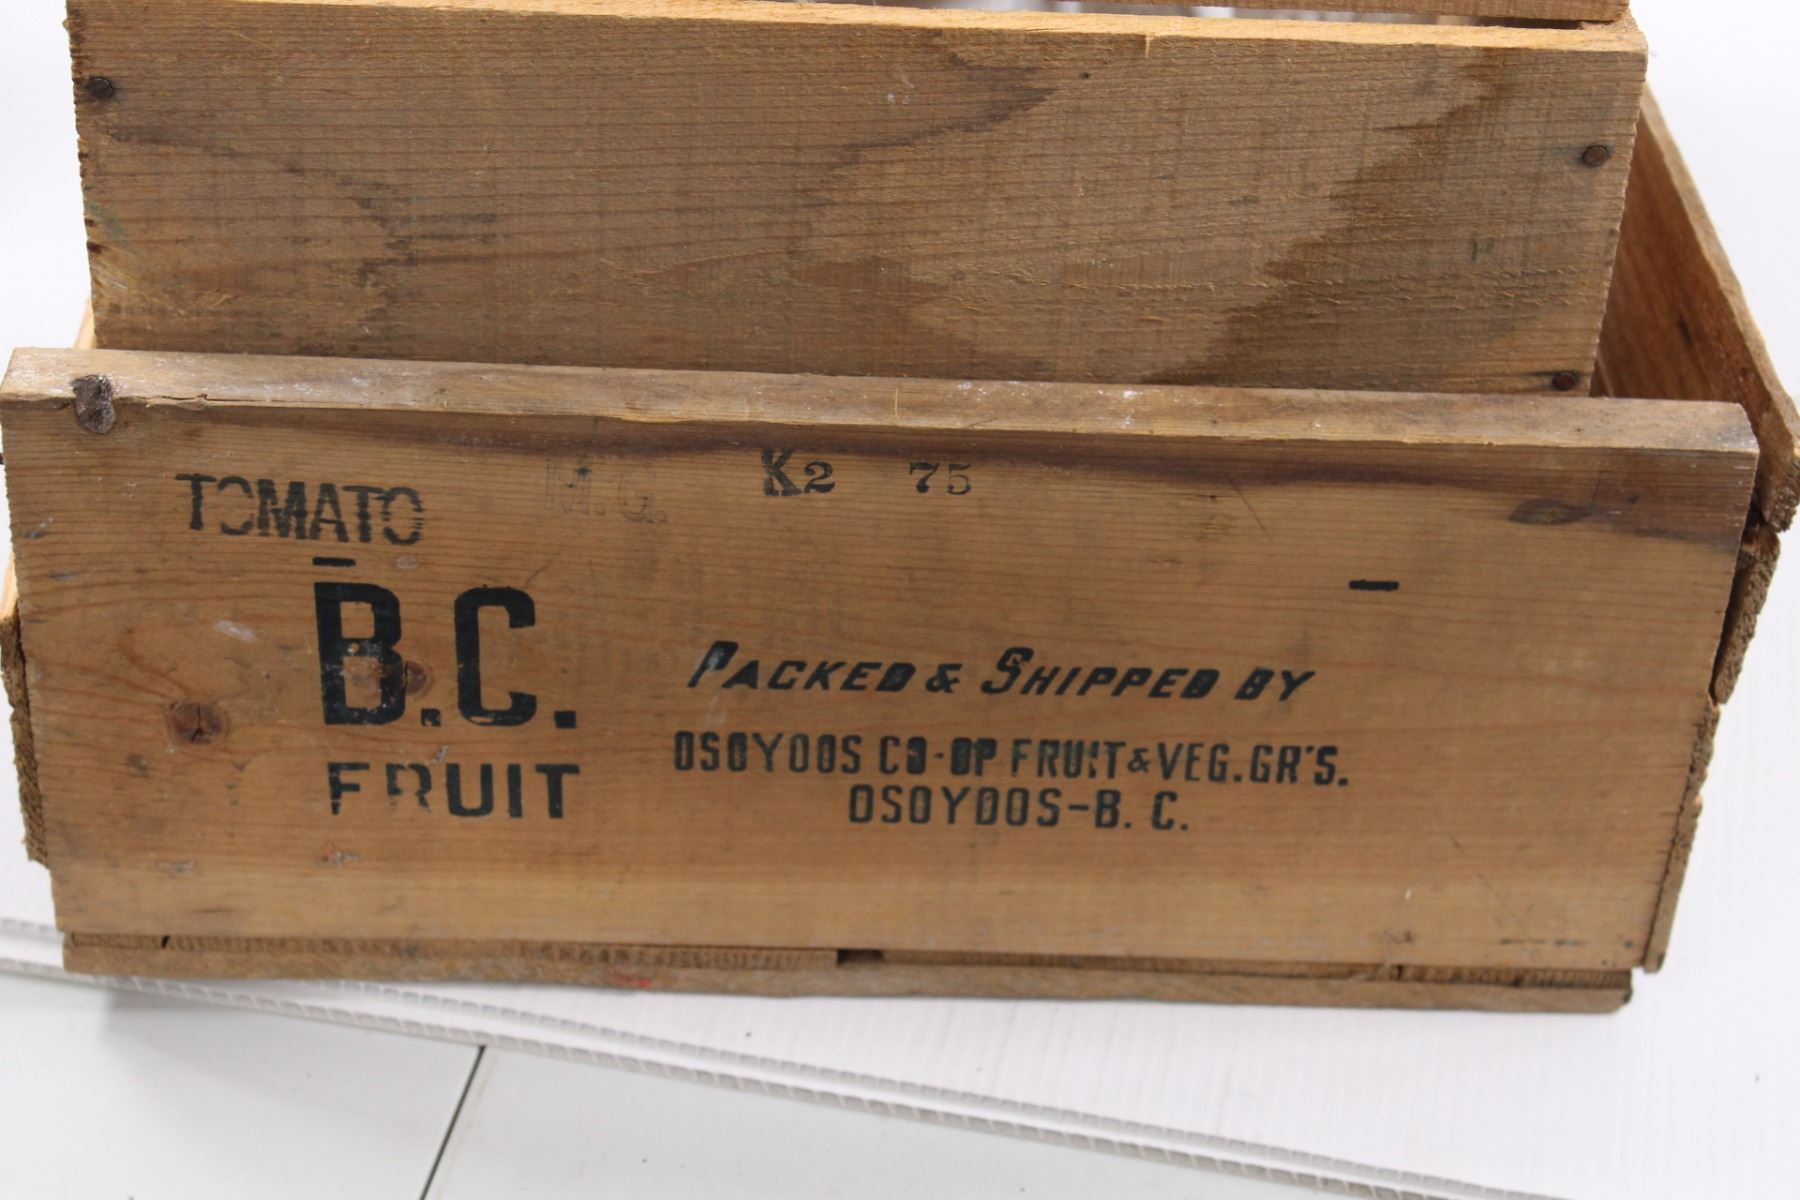 TOMATO M.G. K2 75
B.C.
FRUIT
PACKED & SHIPPED BY
OSOYOOS CO-OP FRUIT & VEG. GR'S.
OSOYOOS-B. C.